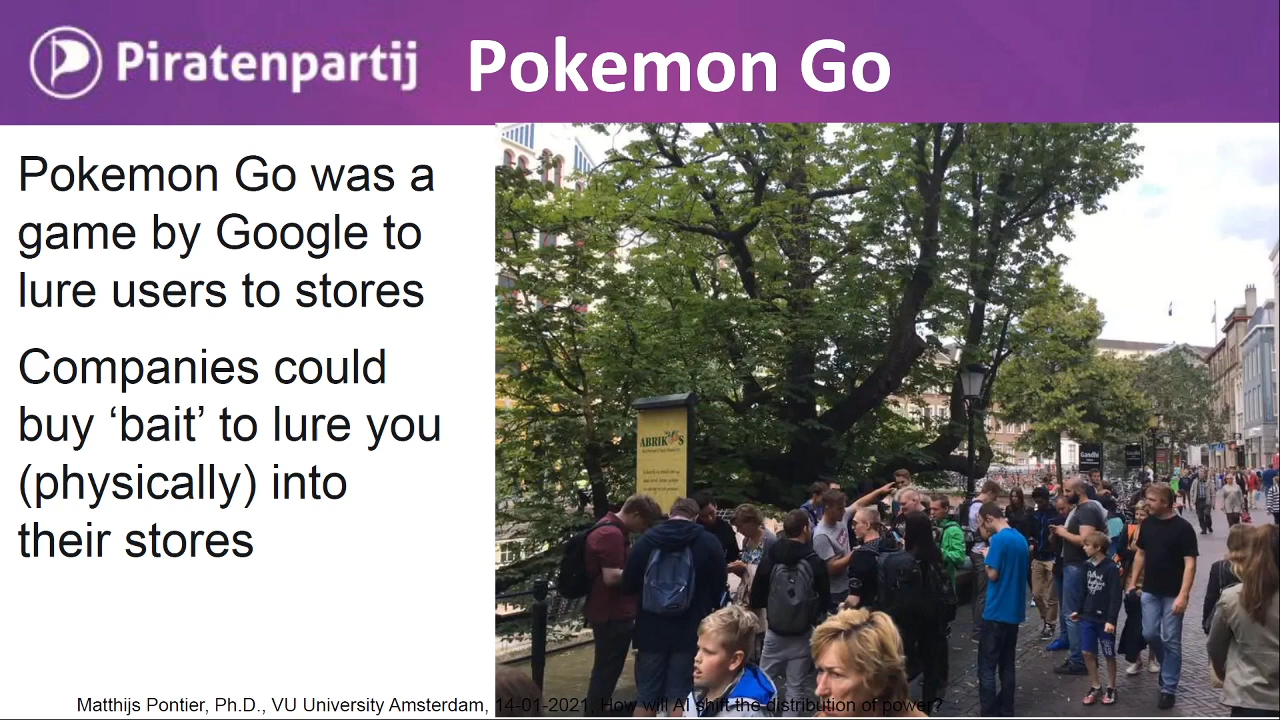 Piratenpartij
Pokemon Go
Pokemon Go was a
game by Google to
lure users to stores
Companies could
buy ‘bait’ to lure you
(physically) into
their stores
ABRIK S
Gandhi
Matthijs Pontier, Ph.D., VU University Amsterdam, 14-01-2021, How will AI shift the distribution of power?